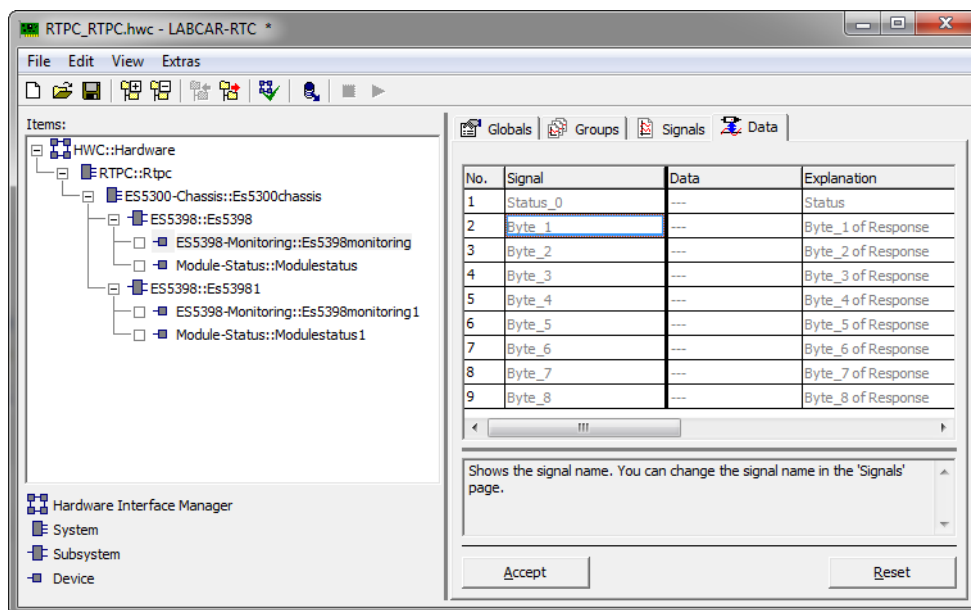 RTPC_RTPC.hwc - LABCAR-RTC *
File Edit View Extras
Items:
HWC::Hardware
RTPC::Rtpc
ES5300-Chassis::Es5300chassis
ES5398::Es5398
ES5398-Monitoring::Es5398monitoring
Module-Status::Modulestatus
ES5398::Es53981
ES5398-Monitoring::Es5398monitoring1
Module-Status::Modulestatus1
Hardware Interface Manager
System
Subsystem
Device
Globals Groups Signals Data
No. Signal Data Explanation
1 Status_0 --- Status
2 Byte_1 --- Byte_1 of Response
3 Byte_2 --- Byte_2 of Response
4 Byte_3 --- Byte_3 of Response
5 Byte_4 --- Byte_4 of Response
6 Byte_5 --- Byte_5 of Response
7 Byte_6 --- Byte_6 of Response
8 Byte_7 --- Byte_7 of Response
9 Byte_8 --- Byte_8 of Response
Shows the signal name. You can change the signal name in the 'Signals'
page.
Accept Reset